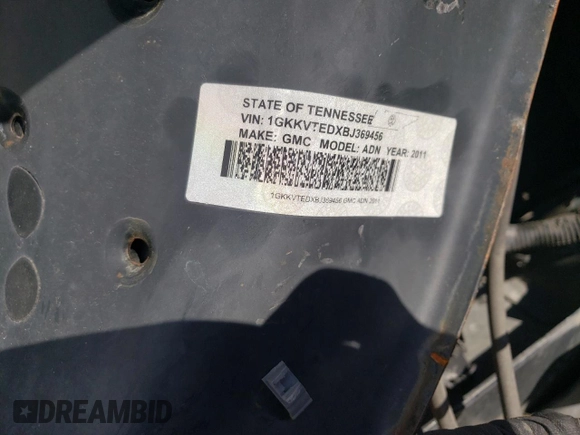 STATE OF TENNESSEE
VIN: 1GKKVTEDXBJ369456
MAKE: GMC MODEL: ADN YEAR: 2011
1GKKVTEDXBJ369456 GMC ADN 2011
DREAMBID